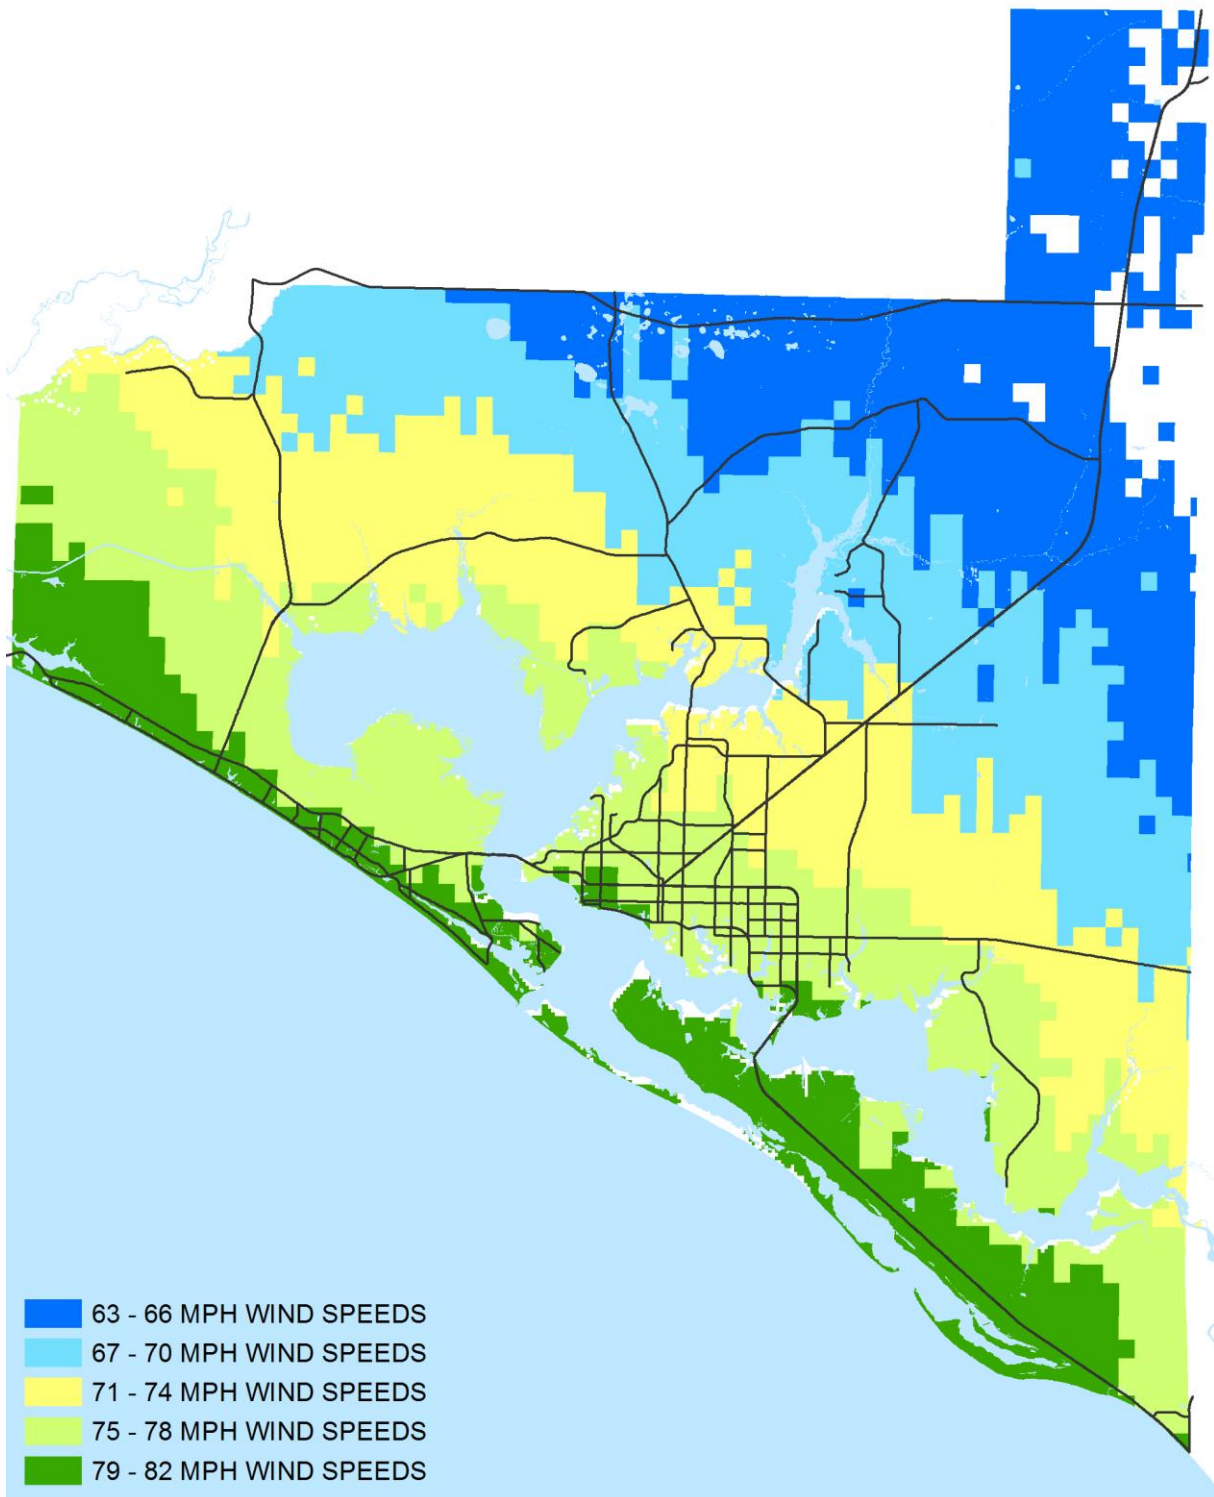 63 - 66 MPH WIND SPEEDS
67 - 70 MPH WIND SPEEDS
71 - 74 MPH WIND SPEEDS
75 - 78 MPH WIND SPEEDS
79 - 82 MPH WIND SPEEDS